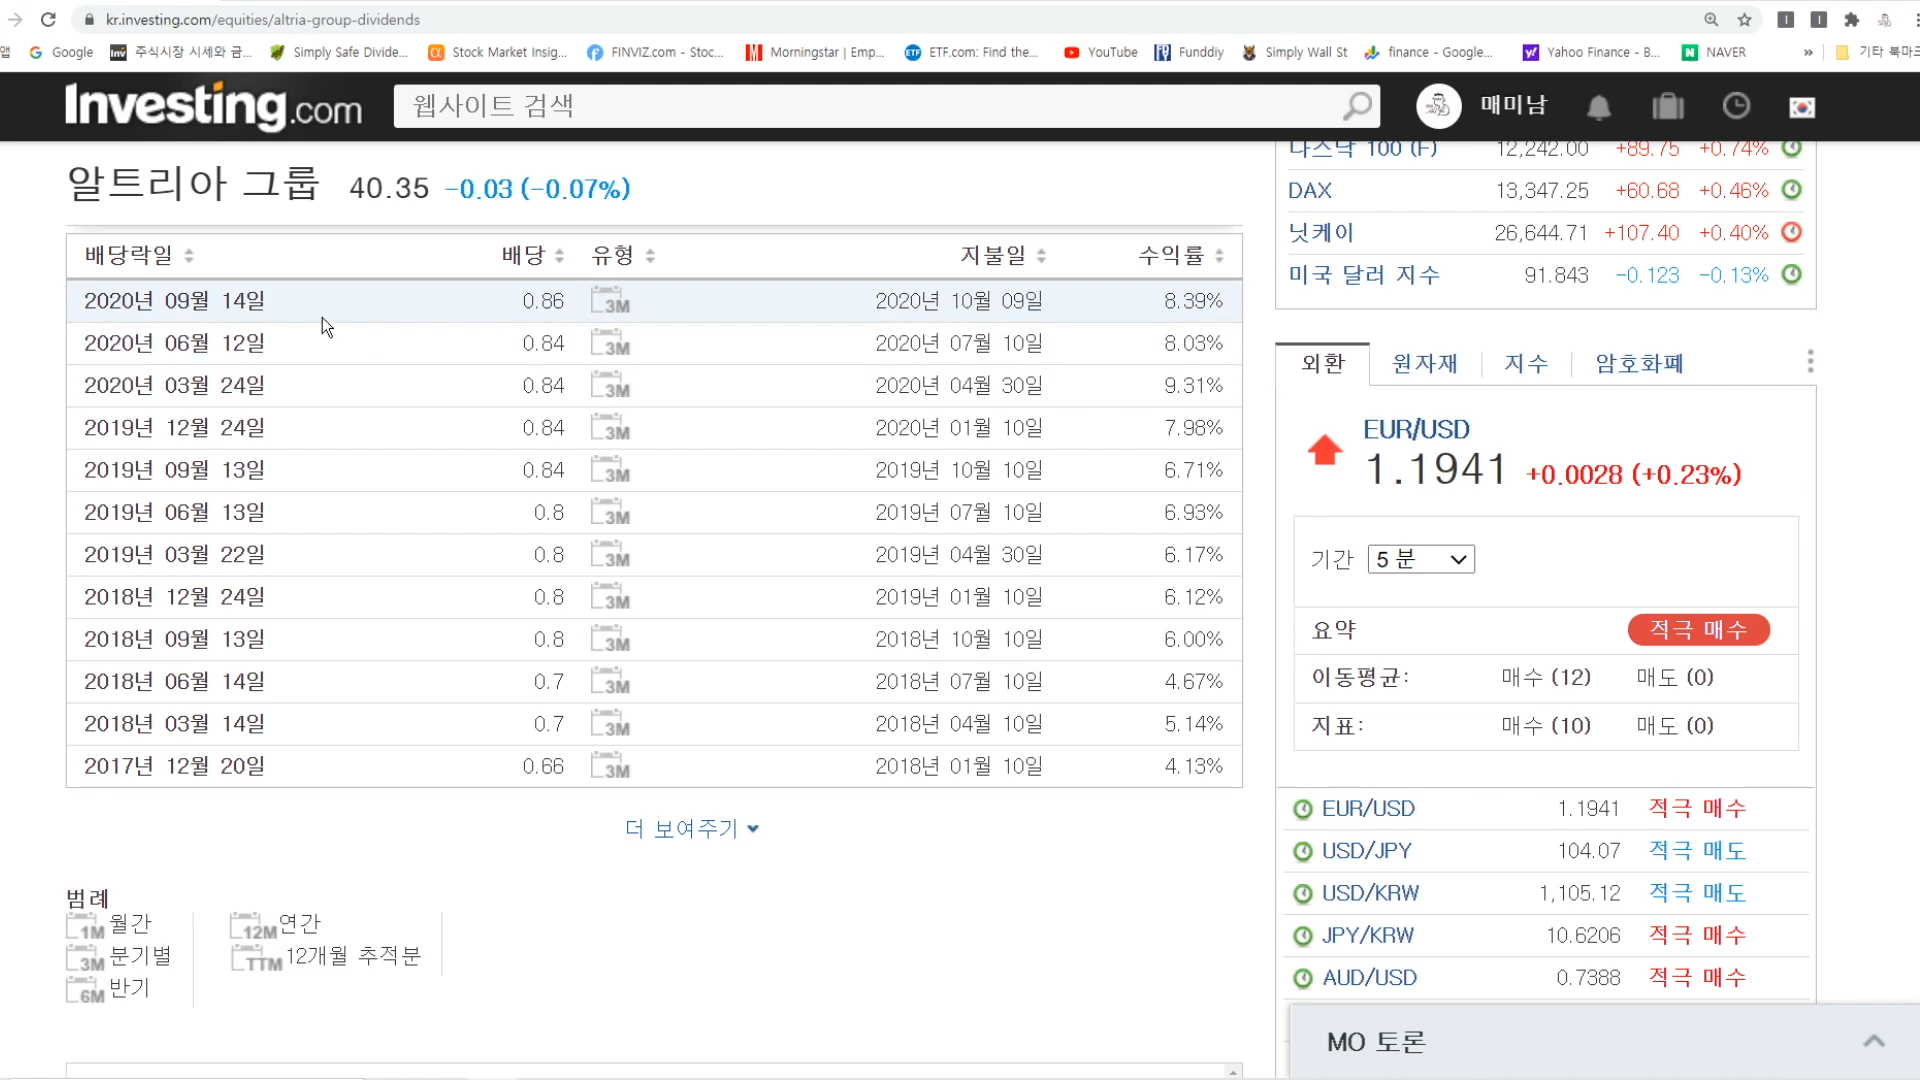 kr.investing.com/equities/altria-group-dividends
앱 Google 주식시장 시세와 금... Simply Safe Divide... Stock Market Insig... FINVIZ.com - Stoc... Morningstar | Emp... ETF.com: Find the... YouTube Funddiy Simply Wall St finance - Google... Yahoo Finance - B... NAVER » 기타 북마크
Investing.com 웹사이트 검색 매미남
알트리아 그룹 40.35 -0.03 (-0.07%)
배당락일 배당 유형 지불일 수익률
2020년 09월 14일 0.86 3M 2020년 10월 09일 8.39%
2020년 06월 12일 0.84 3M 2020년 07월 10일 8.03%
2020년 03월 24일 0.84 3M 2020년 04월 30일 9.31%
2019년 12월 24일 0.84 3M 2020년 01월 10일 7.98%
2019년 09월 13일 0.84 3M 2019년 10월 10일 6.71%
2019년 06월 13일 0.8 3M 2019년 07월 10일 6.93%
2019년 03월 22일 0.8 3M 2019년 04월 30일 6.17%
2018년 12월 24일 0.8 3M 2019년 01월 10일 6.12%
2018년 09월 13일 0.8 3M 2018년 10월 10일 6.00%
2018년 06월 14일 0.7 3M 2018년 07월 10일 4.67%
2018년 03월 14일 0.7 3M 2018년 04월 10일 5.14%
2017년 12월 20일 0.66 3M 2018년 01월 10일 4.13%
더 보여주기
범례
1M 월간 12M 연간
3M 분기별 TTM 12개월 추적분
6M 반기
나스닥 100 (F) 12,242.00 +89.75 +0.74%
DAX 13,347.25 +60.68 +0.46%
닛케이 26,644.71 +107.40 +0.40%
미국 달러 지수 91.843 -0.123 -0.13%
외환 원자재 지수 암호화폐
EUR/USD
1.1941 +0.0028 (+0.23%)
기간 5 분
요약 적극 매수
이동평균: 매수 (12) 매도 (0)
지표: 매수 (10) 매도 (0)
EUR/USD 1.1941 적극 매수
USD/JPY 104.07 적극 매도
USD/KRW 1,105.12 적극 매도
JPY/KRW 10.6206 적극 매수
AUD/USD 0.7388 적극 매수
MO 토론